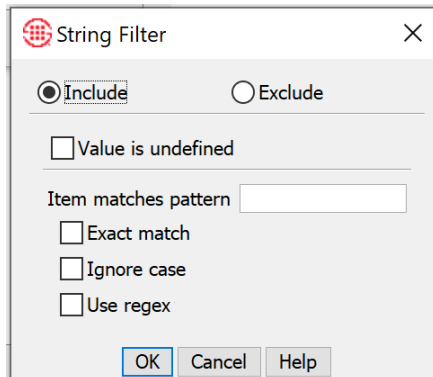 String Filter
Include Exclude
Value is undefined
Item matches pattern
Exact match
Ignore case
Use regex
OK Cancel Help